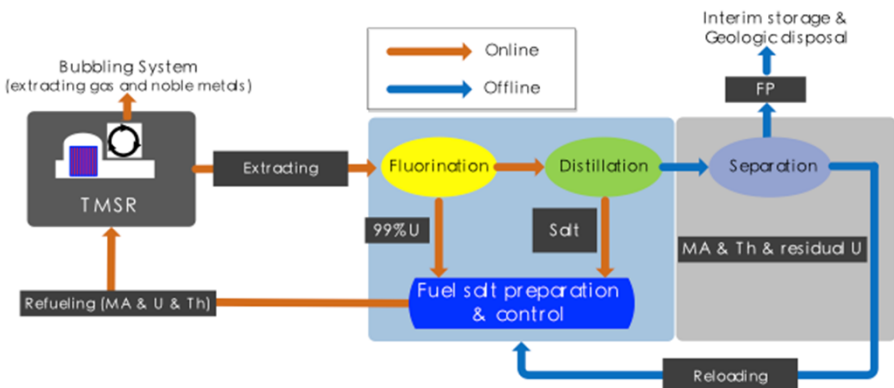 Interim storage &
Geologic disposal
Online
Offline
Bubbling System
(extracting gas and noble metals)
FP
TMSR
Extracting
Fluorination
Distillation
Separation
99%U
Salt
MA & Th & residual U
Fuel salt preparation
& control
Refueling (MA & U & Th)
Reloading